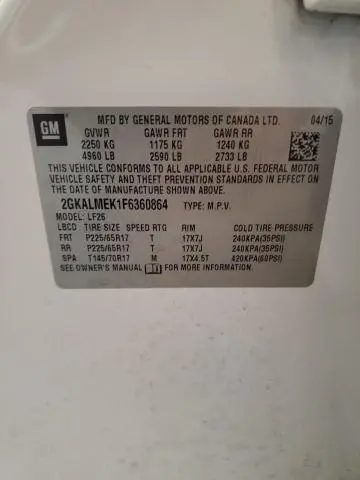 GM
MFD BY GENERAL MOTORS OF CANADA LTD. 04/15
GVWR GAWR FRT GAWR RR
2250 KG 1175 KG 1240 KG
4960 LB 2590 LB 2733 LB
THIS VEHICLE CONFORMS TO ALL APPLICABLE U.S. FEDERAL MOTOR
VEHICLE SAFETY AND THEFT PREVENTION STANDARDS IN
EFFECT ON THE DATE OF MANUFACTURE SHOWN ABOVE.
2GKALMEK1F6360864 TYPE: M.P.V.
MODEL: LF26
LBCD TIRE SIZE SPEED RTG RIM COLD TIRE PRESSURE
FRT P225/65R17 T 17X7J 240KPA(35PSI)
RR P225/65R17 T 17X7J 240KPA(35PSI)
SPA T145/70R17 M 17X4.5T 420KPA(60PSI)
SEE OWNER'S MANUAL FOR MORE INFORMATION.